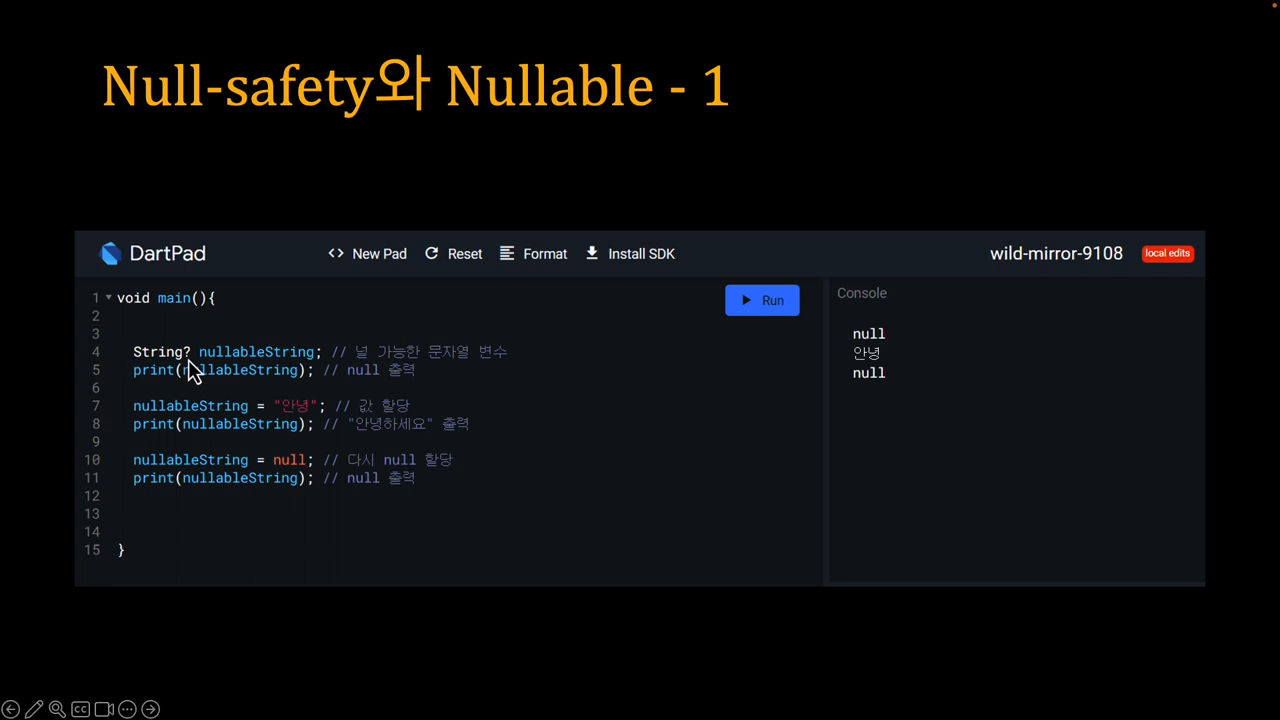 Null-safety와 Nullable - 1
DartPad
<> New Pad
Reset
Format
Install SDK
wild-mirror-9108
local edits
Run
1 void main(){
2
3
4 String? nullableString; // 널 가능한 문자열 변수
5 print(nullableString); // null 출력
6
7 nullableString = "안녕"; // 값 할당
8 print(nullableString); // "안녕하세요" 출력
9
10 nullableString = null; // 다시 null 할당
11 print(nullableString); // null 출력
12
13
14
15 }
Console
null
안녕
null
CC